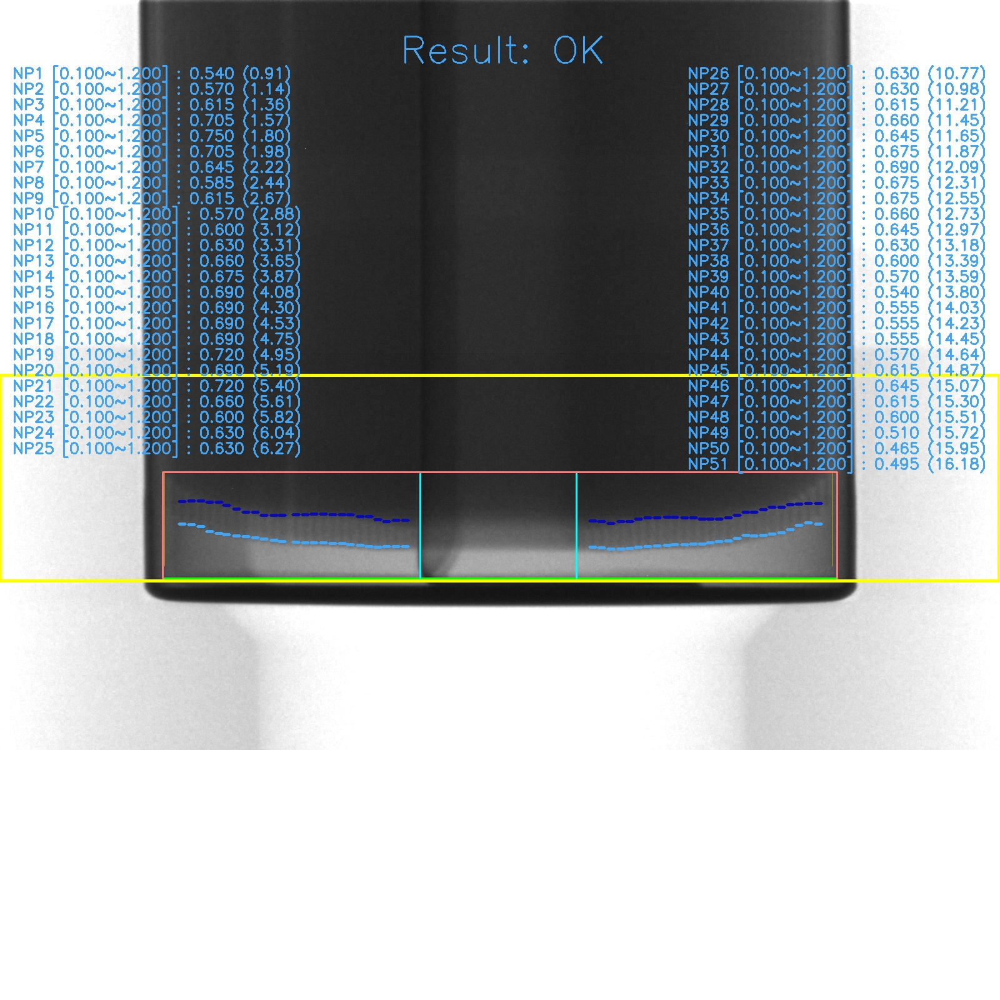 Result: OK
NP1 [0.100~1.200] : 0.540 (0.91)
NP2 [0.100~1.200] : 0.570 (1.14)
NP3 [0.100~1.200] : 0.615 (1.36)
NP4 [0.100~1.200] : 0.705 (1.57)
NP5 [0.100~1.200] : 0.750 (1.80)
NP6 [0.100~1.200] : 0.705 (1.98)
NP7 [0.100~1.200] : 0.645 (2.22)
NP8 [0.100~1.200] : 0.585 (2.44)
NP9 [0.100~1.200] : 0.615 (2.67)
NP10 [0.100~1.200] : 0.570 (2.88)
NP11 [0.100~1.200] : 0.600 (3.12)
NP12 [0.100~1.200] : 0.630 (3.31)
NP13 [0.100~1.200] : 0.660 (3.65)
NP14 [0.100~1.200] : 0.675 (3.87)
NP15 [0.100~1.200] : 0.690 (4.08)
NP16 [0.100~1.200] : 0.690 (4.30)
NP17 [0.100~1.200] : 0.690 (4.53)
NP18 [0.100~1.200] : 0.690 (4.75)
NP19 [0.100~1.200] : 0.720 (4.95)
NP20 [0.100~1.200] : 0.690 (5.19)
NP21 [0.100~1.200] : 0.720 (5.40)
NP22 [0.100~1.200] : 0.660 (5.61)
NP23 [0.100~1.200] : 0.600 (5.82)
NP24 [0.100~1.200] : 0.630 (6.04)
NP25 [0.100~1.200] : 0.630 (6.27)
NP26 [0.100~1.200] : 0.630 (10.77)
NP27 [0.100~1.200] : 0.630 (10.98)
NP28 [0.100~1.200] : 0.615 (11.21)
NP29 [0.100~1.200] : 0.660 (11.45)
NP30 [0.100~1.200] : 0.645 (11.65)
NP31 [0.100~1.200] : 0.675 (11.87)
NP32 [0.100~1.200] : 0.690 (12.09)
NP33 [0.100~1.200] : 0.675 (12.31)
NP34 [0.100~1.200] : 0.675 (12.55)
NP35 [0.100~1.200] : 0.660 (12.73)
NP36 [0.100~1.200] : 0.645 (12.97)
NP37 [0.100~1.200] : 0.630 (13.18)
NP38 [0.100~1.200] : 0.600 (13.39)
NP39 [0.100~1.200] : 0.570 (13.59)
NP40 [0.100~1.200] : 0.540 (13.80)
NP41 [0.100~1.200] : 0.555 (14.03)
NP42 [0.100~1.200] : 0.555 (14.23)
NP43 [0.100~1.200] : 0.555 (14.45)
NP44 [0.100~1.200] : 0.570 (14.64)
NP45 [0.100~1.200] : 0.615 (14.87)
NP46 [0.100~1.200] : 0.645 (15.07)
NP47 [0.100~1.200] : 0.615 (15.30)
NP48 [0.100~1.200] : 0.600 (15.51)
NP49 [0.100~1.200] : 0.510 (15.72)
NP50 [0.100~1.200] : 0.465 (15.95)
NP51 [0.100~1.200] : 0.495 (16.18)